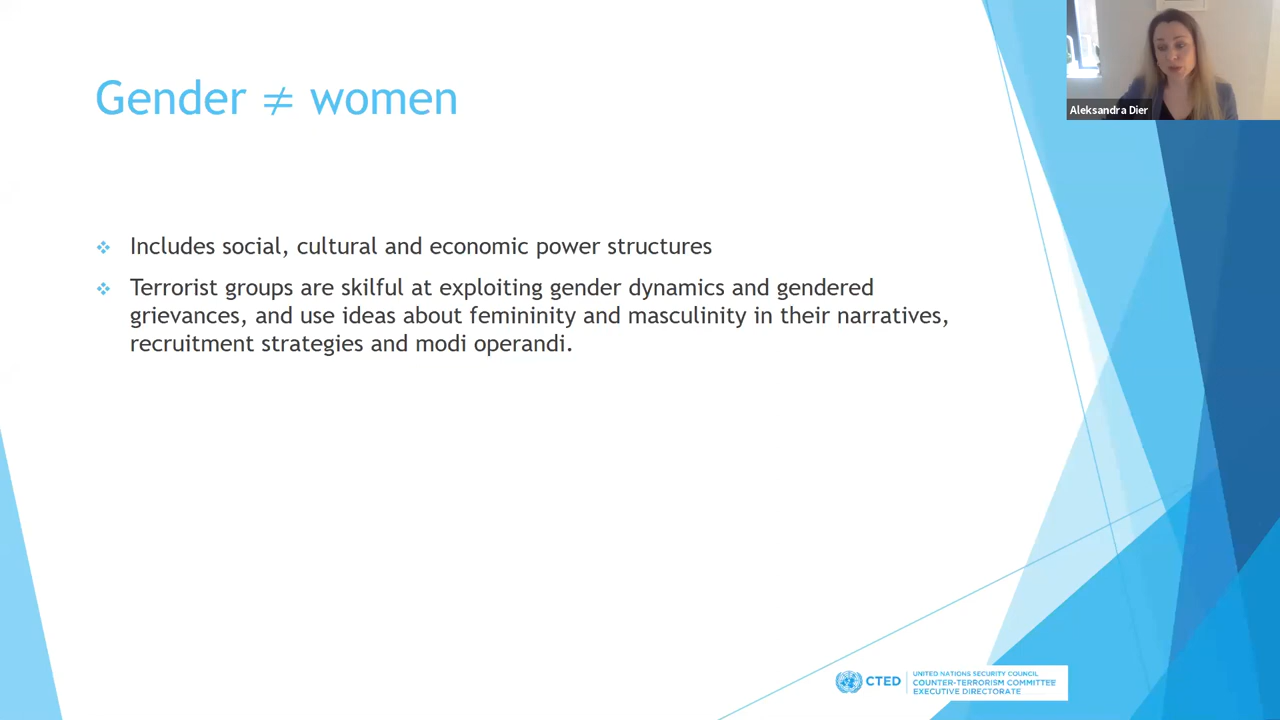 Gender ≠ women
Aleksandra Dier
❖ Includes social, cultural and economic power structures
❖ Terrorist groups are skilful at exploiting gender dynamics and gendered
grievances, and use ideas about femininity and masculinity in their narratives,
recruitment strategies and modi operandi.
CTED
UNITED NATIONS SECURITY COUNCIL
COUNTER-TERRORISM COMMITTEE
EXECUTIVE DIRECTORATE